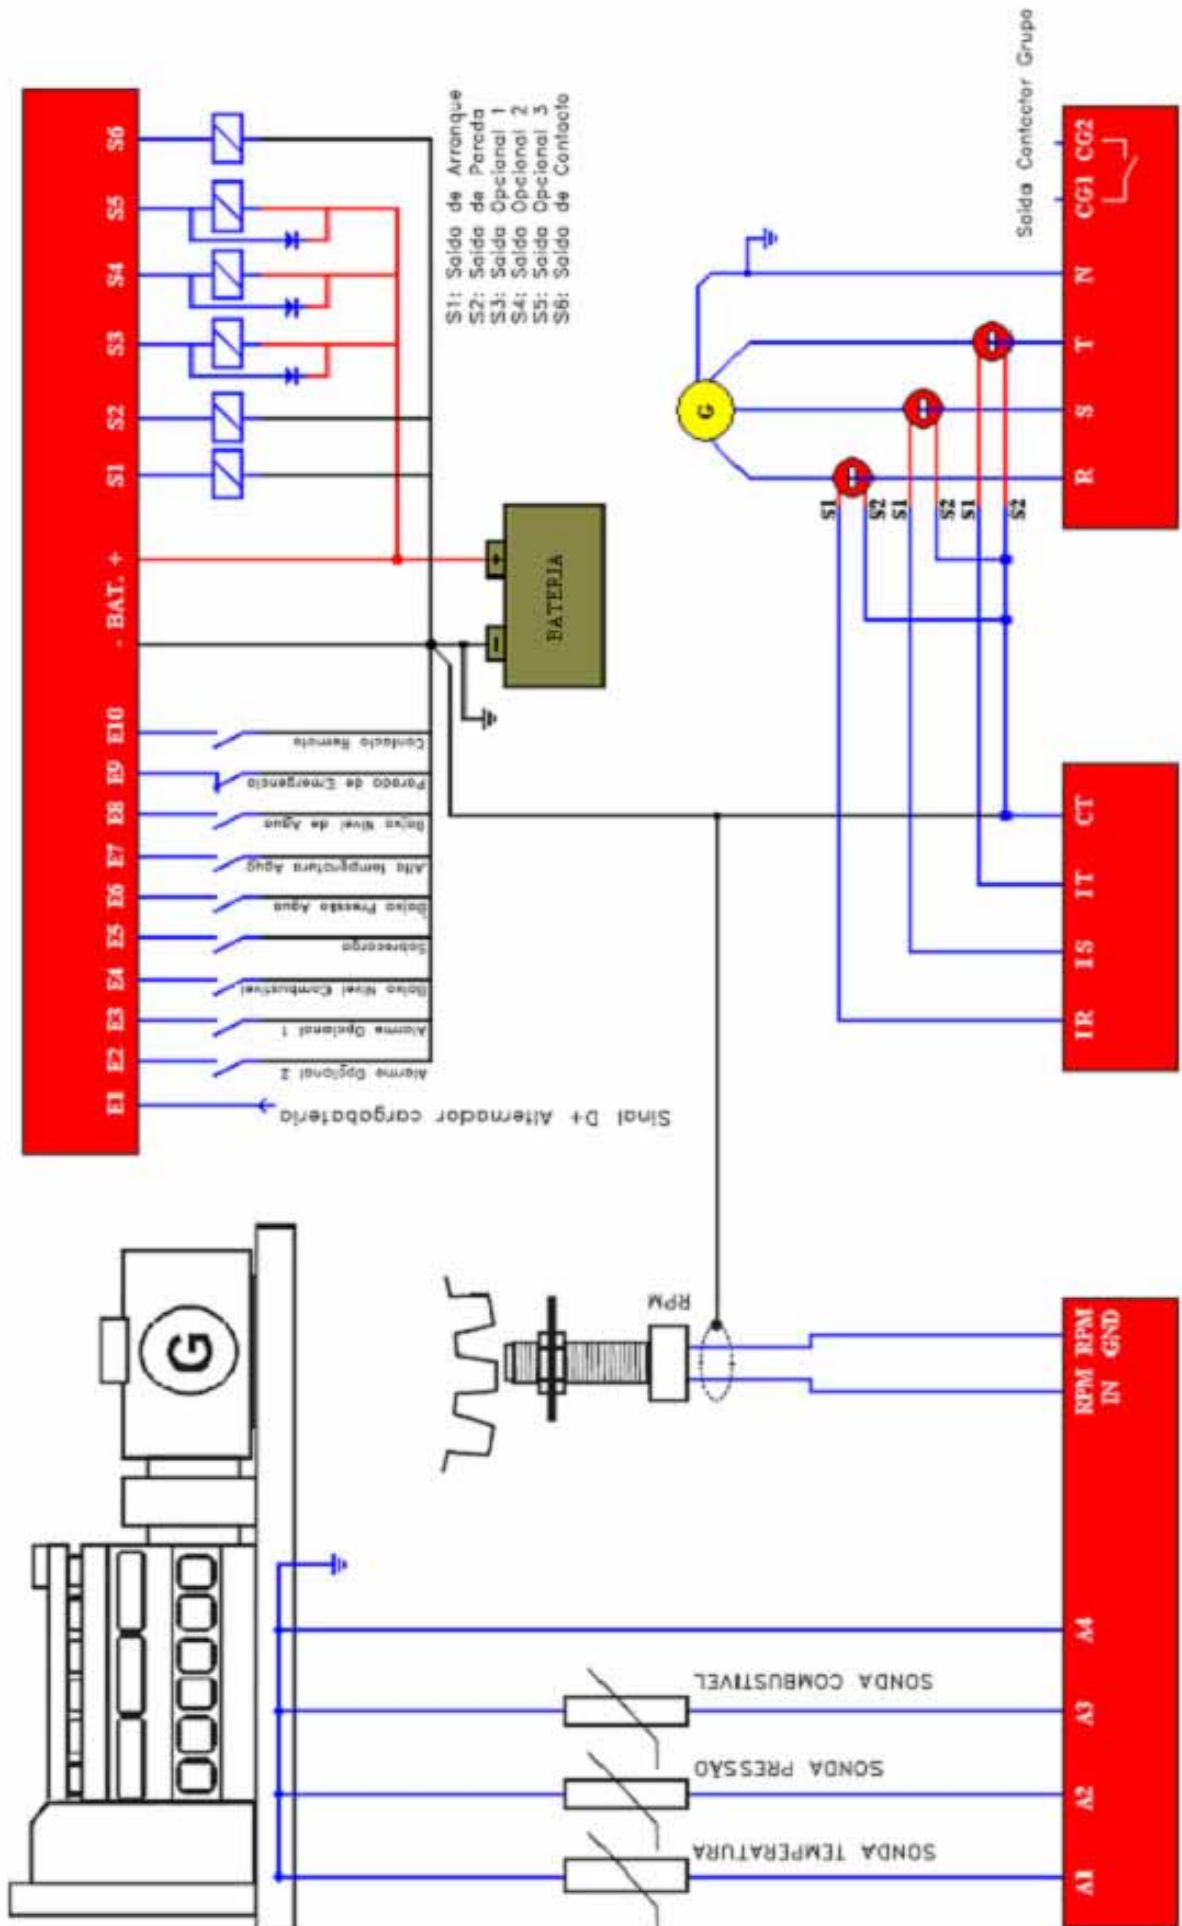 S6
S5
S4
S3
S2
S1
- BAT. +
E10
E9
E8
E7
E6
E5
E4
E3
E2
E1
S1: Saida de Arranque
S2: Saida de Parada
S3: Saida Opcional 1
S4: Saida Opcional 2
S5: Saida Opcional 3
S6: Saida de Contacto
BATERIA
+
-
Contacto Remoto
Parada de Emergencia
Baixo Nivel de Agua
Alta temperatura Agua
Baixa Pressão Agua
Sobrecarga
Baixo Nivel Combustivel
Alarme Opcional 1
Alarme Opcional 2
Sinal D+ Alternador cargabateria
Saida Contactor Grupo
CG1 CG2
N
T
S
R
G
S1
S2
S1
S2
S1
S2
CT
IT
IS
IR
G
RPM
RPM IN
RPM GND
A4
A3
A2
A1
SONDA COMBUSTIVEL
SONDA PRESSÃO
SONDA TEMPERATURA